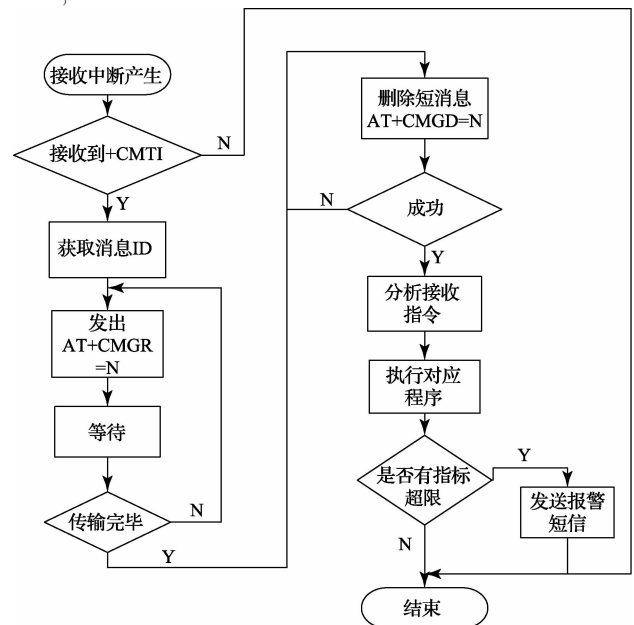 接收中断产生
接收到+CMTI
N
Y
获取消息ID
发出
AT+CMGR
=N
等待
传输完毕
N
Y
删除短消息
AT+CMGD=N
成功
N
Y
分析接收
指令
执行对应
程序
是否有指标
超限
Y
N
发送报警
短信
结束